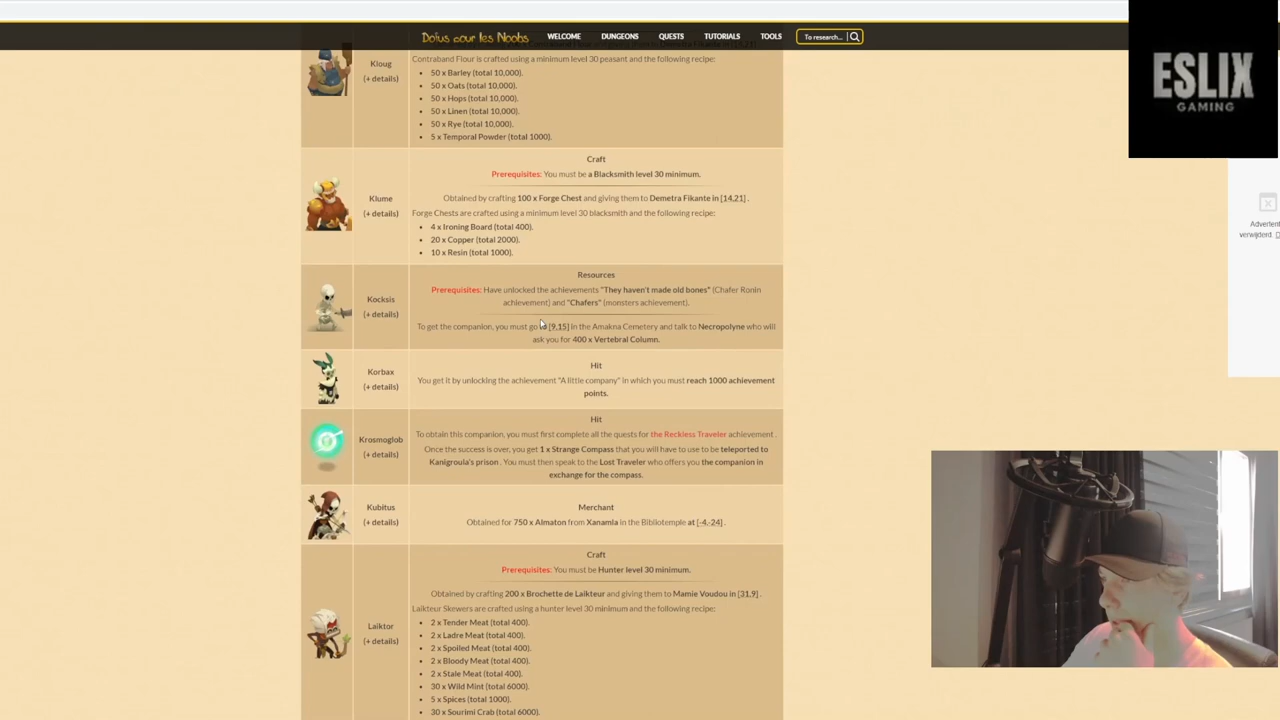 Dofus pour les Noobs
WELCOME
DUNGEONS
QUESTS
TUTORIALS
TOOLS
To research...
ESLIX
GAMING
Kloug
(+ details)
Contraband Flour is crafted using a minimum level 30 peasant and the following recipe:
• 50 x Barley (total 10,000).
• 50 x Oats (total 10,000).
• 50 x Hops (total 10,000).
• 50 x Linen (total 10,000).
• 50 x Rye (total 10,000).
• 5 x Temporal Powder (total 1000).
Klume
(+ details)
Craft
Prerequisites: You must be a Blacksmith level 30 minimum.
Obtained by crafting 100 x Forge Chest and giving them to Demetra Fikante in [14,21] .
Forge Chests are crafted using a minimum level 30 blacksmith and the following recipe:
• 4 x Ironing Board (total 400).
• 20 x Copper (total 2000).
• 10 x Resin (total 1000).
Kocksis
(+ details)
Resources
Prerequisites: Have unlocked the achievements "They haven't made old bones" (Chafer Ronin
achievement) and "Chafers" (monsters achievement).
To get the companion, you must go to [9,15] in the Amakna Cemetery and talk to Necropolyne who will
ask you for 400 x Vertebral Column.
Korbax
(+ details)
Hit
You get it by unlocking the achievement "A little company" in which you must reach 1000 achievement
points.
Krosmoglob
(+ details)
Hit
To obtain this companion, you must first complete all the quests for the Reckless Traveler achievement .
Once the success is over, you get 1 x Strange Compass that you will have to use to be teleported to
Kanigroula's prison . You must then speak to the Lost Traveler who offers you the companion in
exchange for the compass.
Kubitus
(+ details)
Merchant
Obtained for 750 x Almaton from Xanamla in the Bibliotemple at [-4,-24] .
Laïktor
(+ details)
Craft
Prerequisites: You must be Hunter level 30 minimum.
Obtained by crafting 200 x Brochette de Laikteur and giving them to Mamie Voudou in [31,9] .
Laikteur Skewers are crafted using a hunter level 30 minimum and the following recipe:
• 2 x Tender Meat (total 400).
• 2 x Ladre Meat (total 400).
• 2 x Spoiled Meat (total 400).
• 2 x Bloody Meat (total 400).
• 2 x Stale Meat (total 400).
• 30 x Wild Mint (total 6000).
• 5 x Spices (total 1000).
• 30 x Sourimi Crab (total 6000).
Advertent
verwijderd.